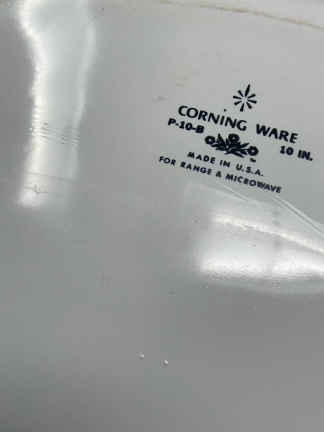 CORNING WARE
P-10-B 10 IN.
MADE IN U.S.A.
FOR RANGE & MICROWAVE